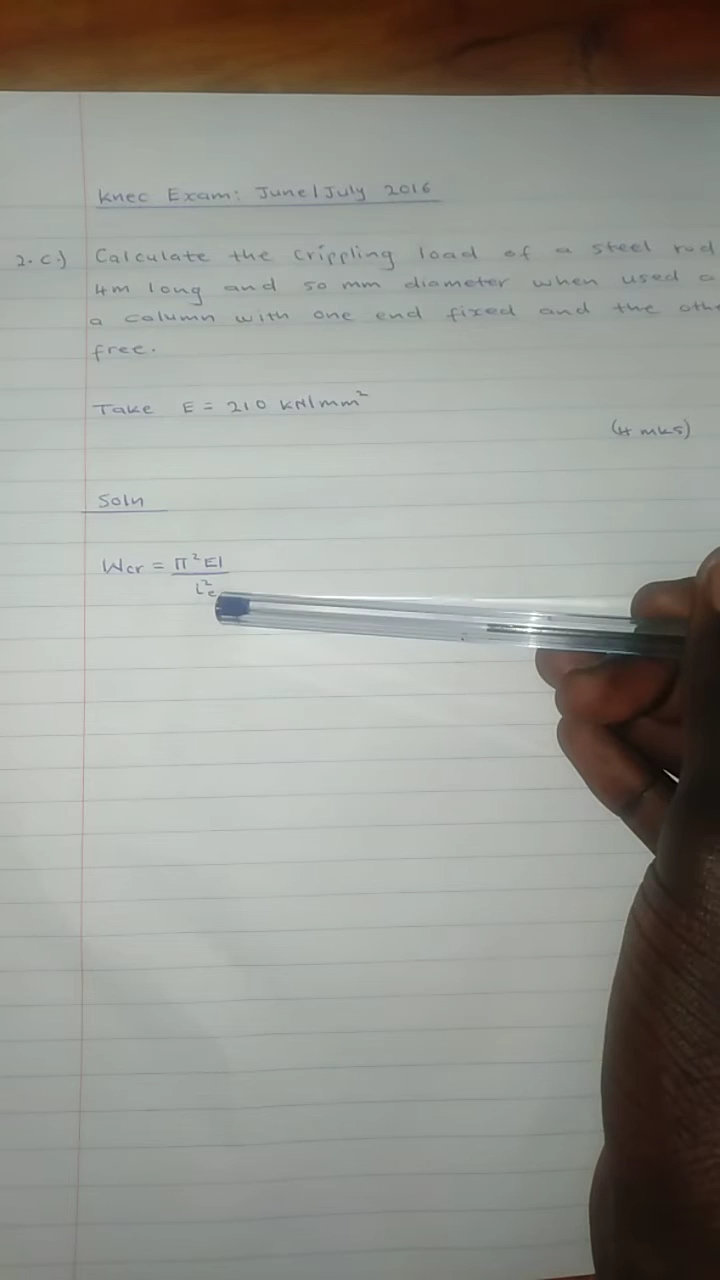 Knec Exam: June/July 2016
2. c.) Calculate the crippling load of a steel rod
4m long and 50 mm diameter when used
a column with one end fixed and the
free.
Take E = 210 kN/mm²
(4 mks)
Soln
Wcr = π²EI
L²e